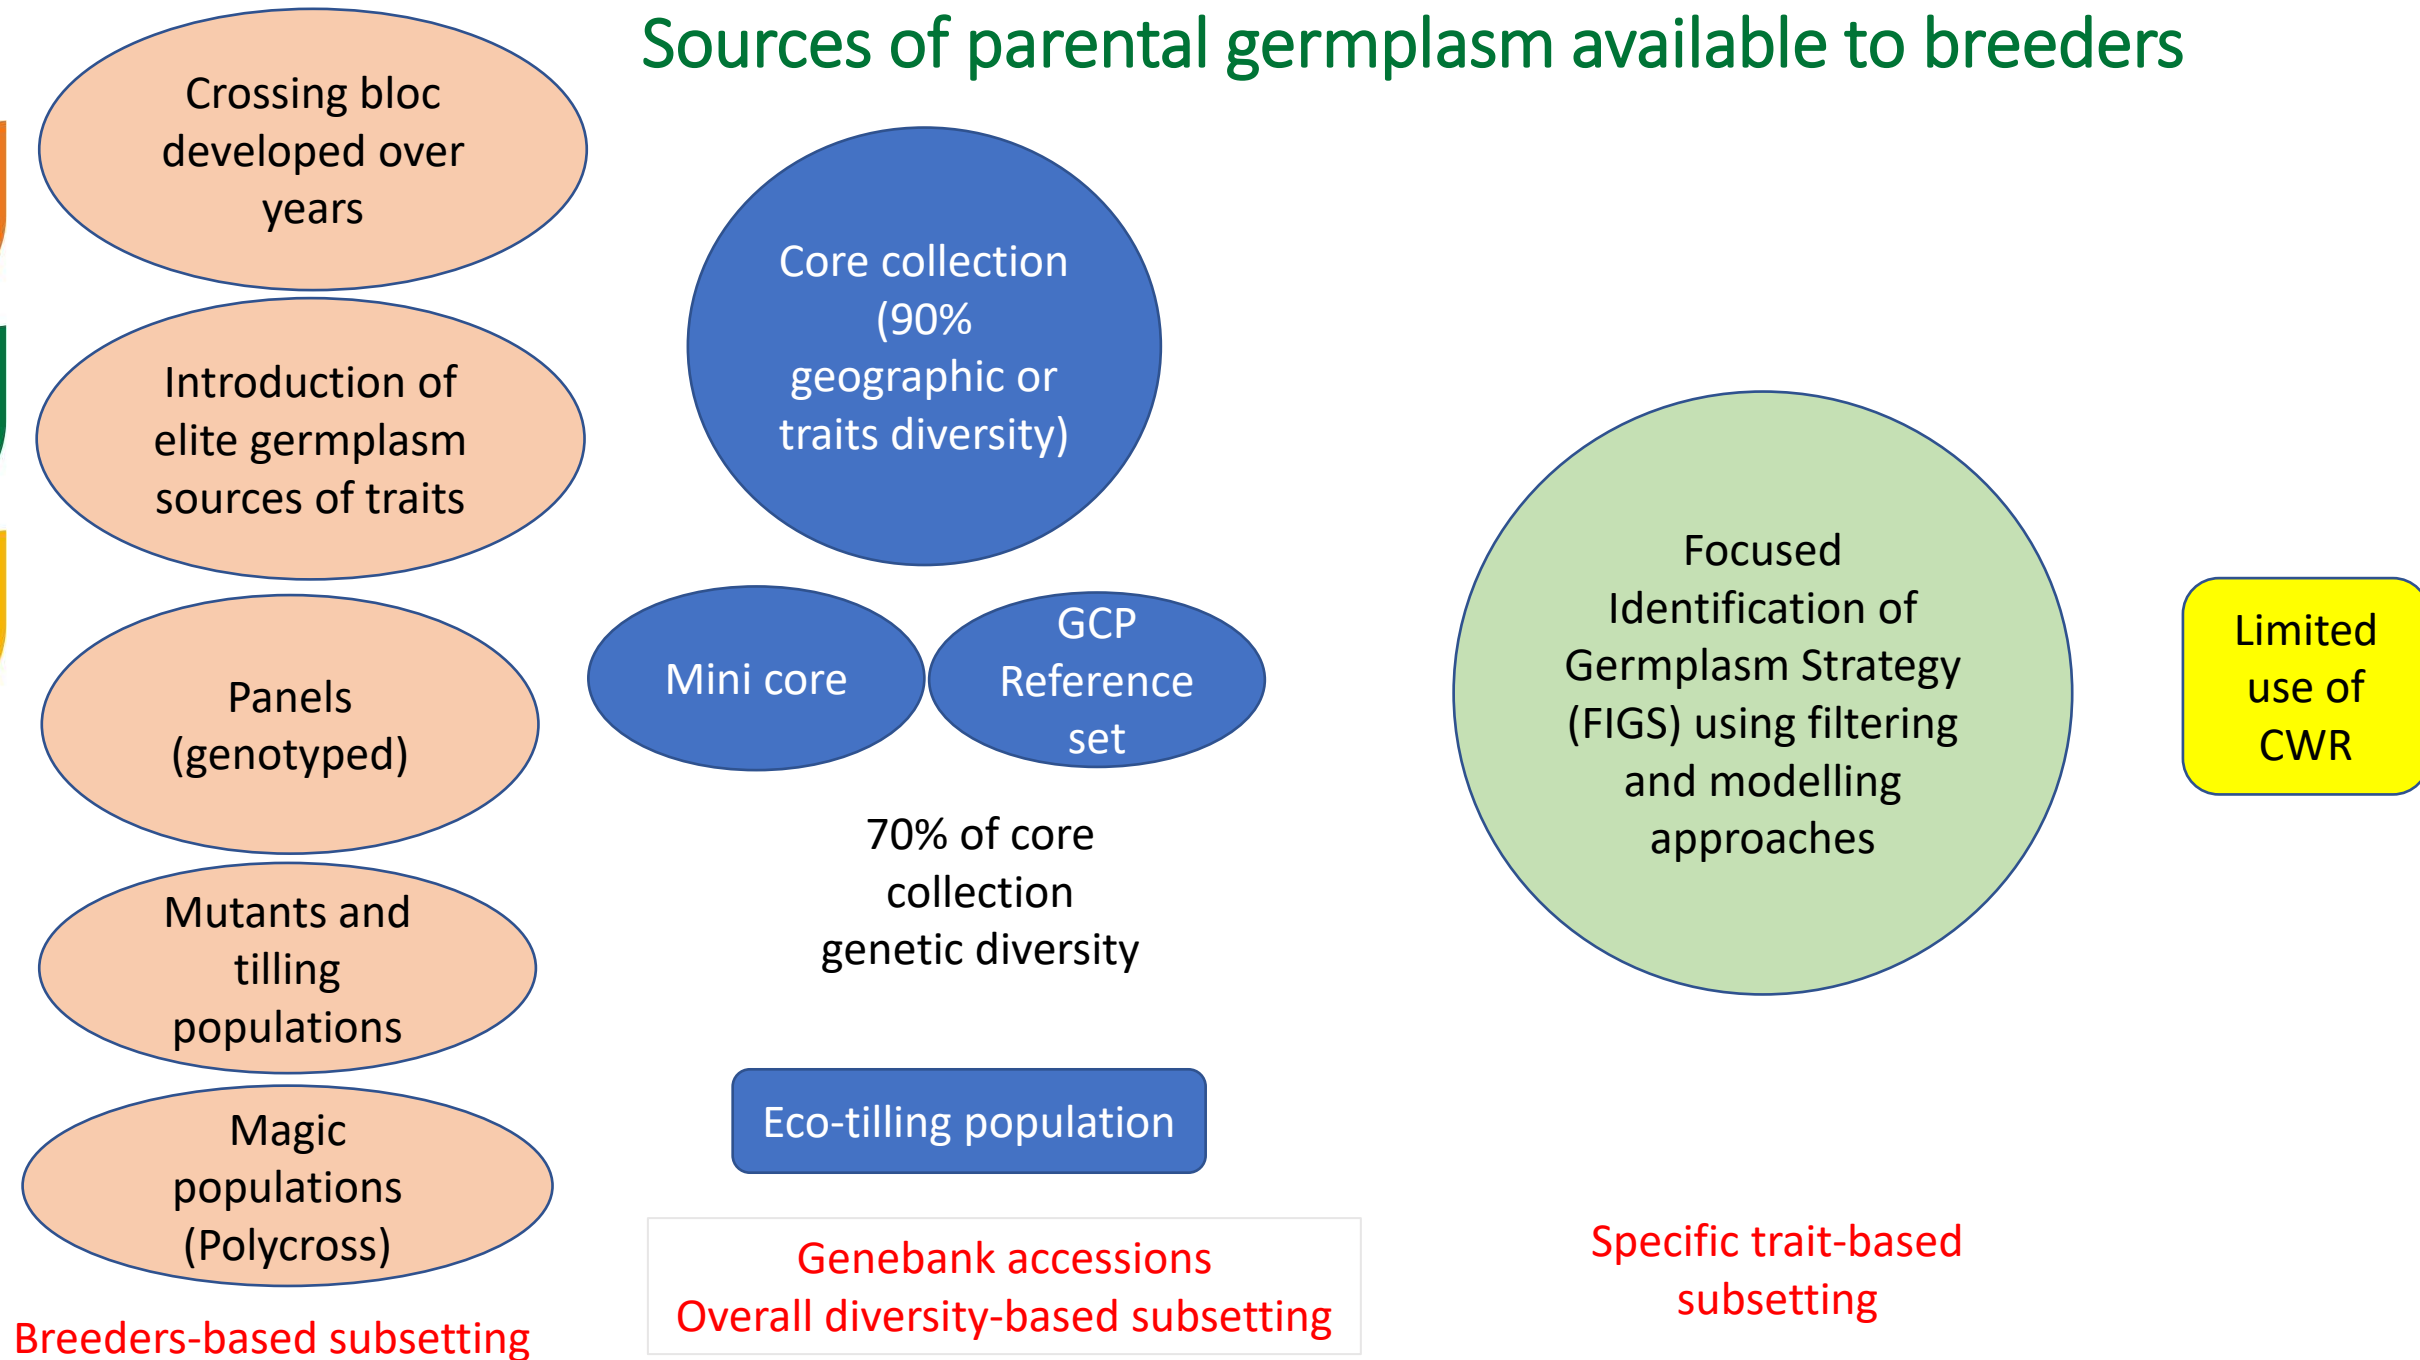 Sources of parental germplasm available to breeders
Crossing bloc
developed over
years
Introduction of
elite germplasm
sources of traits
Panels
(genotyped)
Mutants and
tilling
populations
Magic
populations
(Polycross)
Breeders-based subsetting
Core collection
(90%
geographic or
traits diversity)
Mini core
GCP
Reference
set
70% of core
collection
genetic diversity
Eco-tilling population
Genebank accessions
Overall diversity-based subsetting
Focused
Identification of
Germplasm Strategy
(FIGS) using filtering
and modelling
approaches
Specific trait-based
subsetting
Limited
use of
CWR